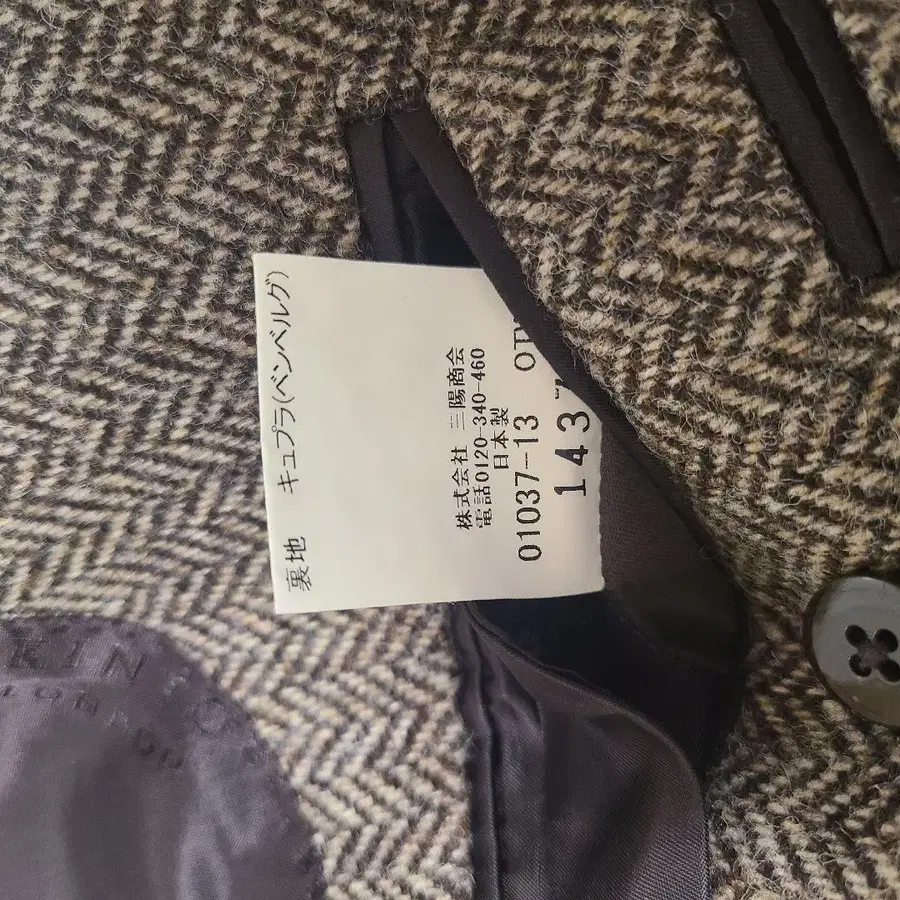 裏地 キュプラ(ベンベルグ)
株式会社 三陽商会
電話0120-340-460
日本製
01037-13
143
KIN